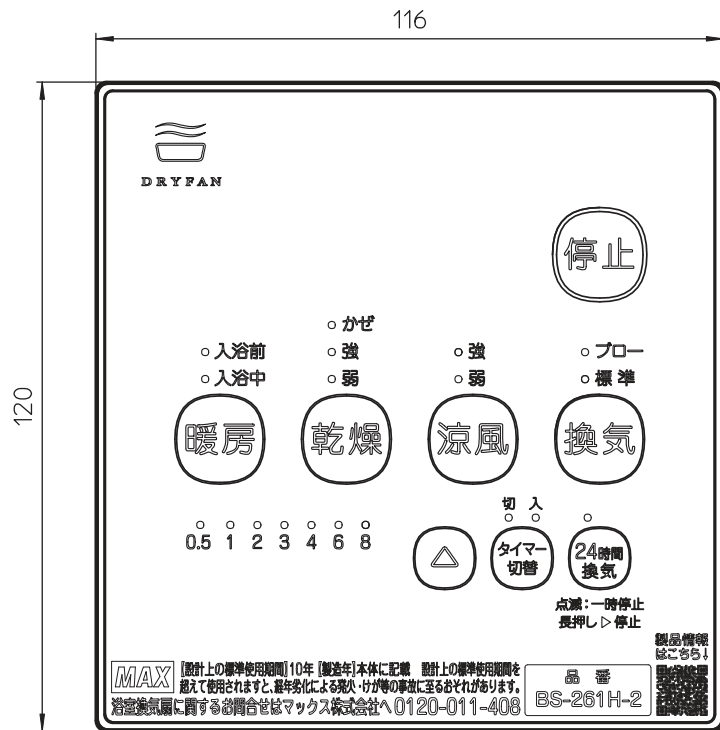 116
120
DRYFAN
停止
かぜ
入浴前 強 強 ブロー
入浴中 弱 弱 標準
暖房 乾燥 涼風 換気
切 入
0.5 1 2 3 4 6 8
タイマー
切替
24時間
換気
点滅:一時停止
長押し▷停止
製品情報
はこちら!
MAX
[設計上の標準使用期間]10年 [製造年]本体に記載 設計上の標準使用期間を
超えて使用されますと、経年劣化による発火・けが等の事故に至るおそれがあります。
浴室換気扇に関するお問合せはマックス株式会社へ 0120-011-408
品番
BS-261H-2